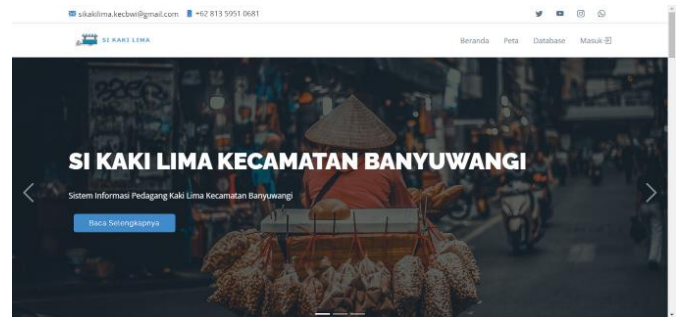 sikakilima.kecbwi@gmail.com +62 813 5951 0681
SI KAKI LIMA
Beranda Peta Database Masuk
SI KAKI LIMA KECAMATAN BANYUWANGI
Sistem Informasi Pedagang Kaki Lima Kecamatan Banyuwangi
Baca Selengkapnya